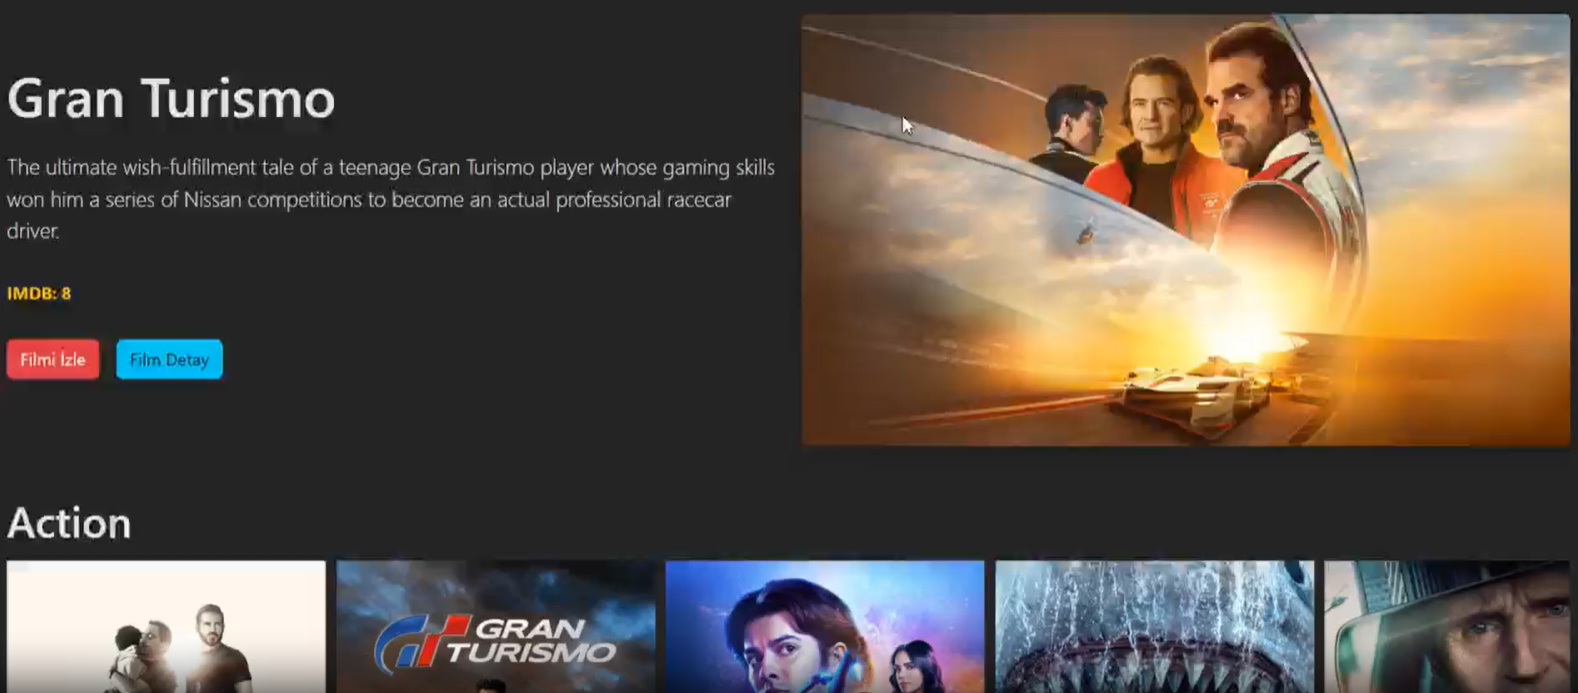 Gran Turismo
The ultimate wish-fulfillment tale of a teenage Gran Turismo player whose gaming skills
won him a series of Nissan competitions to become an actual professional racecar
driver.
IMDB: 8
Filmi İzle
Film Detay
Action
GRAN
TURISMO